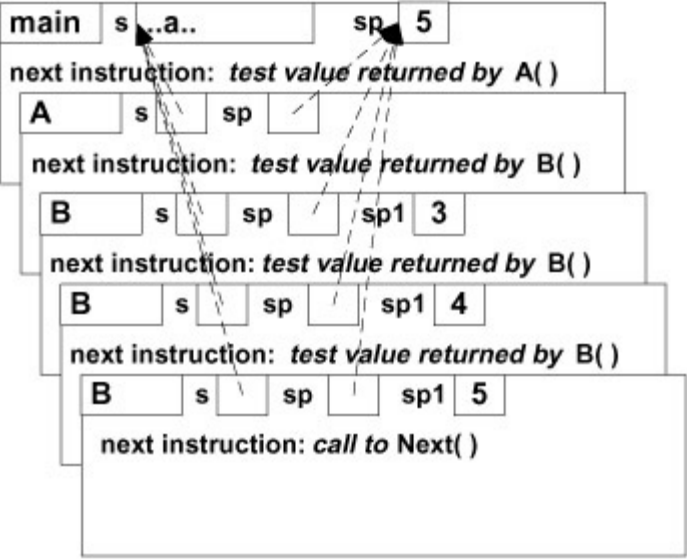 main s ..a.. sp 5
next instruction: test value returned by A( )
A s sp
next instruction: test value returned by B( )
B s sp sp1 3
next instruction: test value returned by B( )
B s sp sp1 4
next instruction: test value returned by B( )
B s sp sp1 5
next instruction: call to Next( )